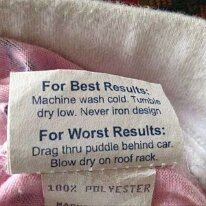 For Best Results:
Machine wash cold. Tumble
dry low. Never iron design
For Worst Results:
Drag thru puddle behind car.
Blow dry on roof rack.
100% POLYESTER